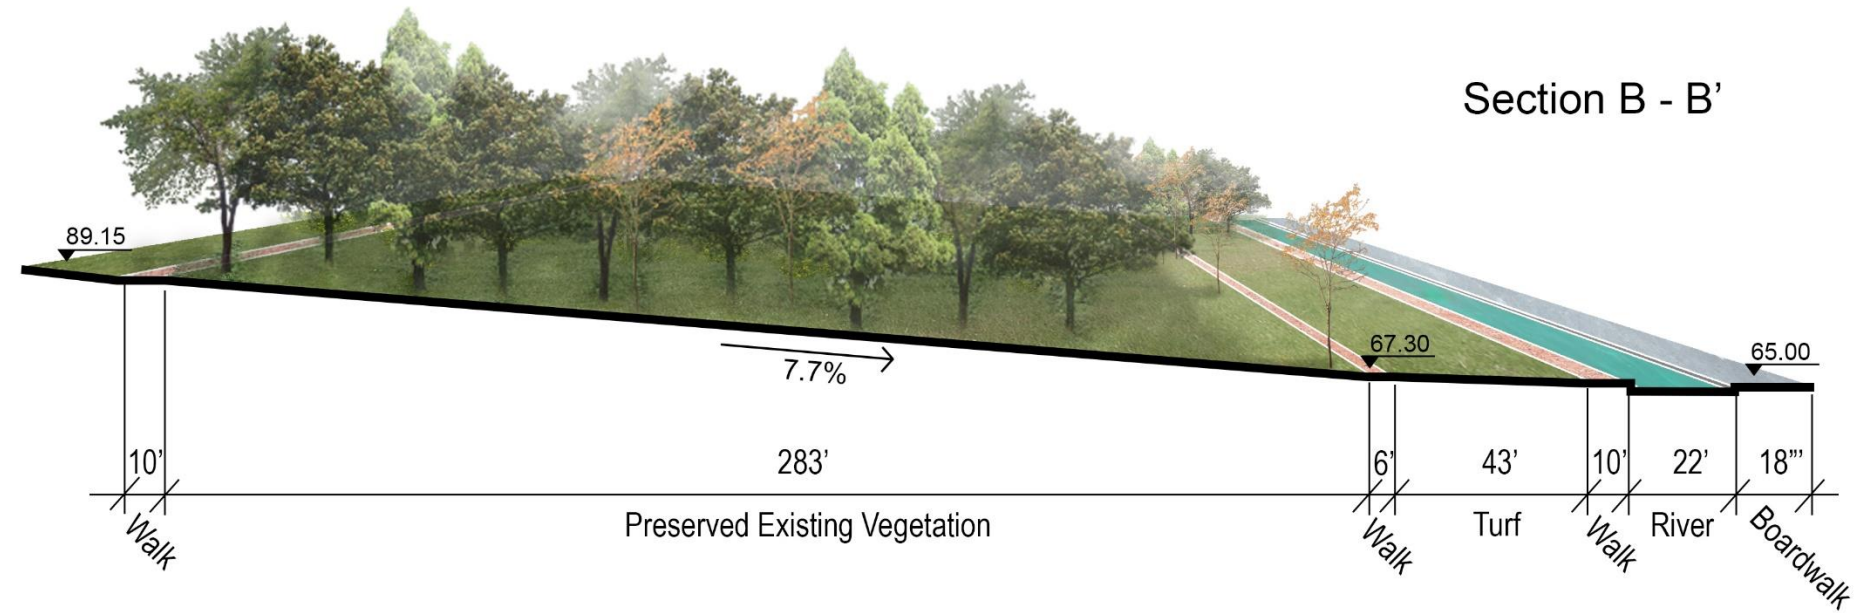 Section B - B’
89.15
67.30
65.00
7.7%
10’
283’
6’
43’
10’
22’
18’’’
Walk
Preserved Existing Vegetation
Walk
Turf
Walk
River
Boardwalk